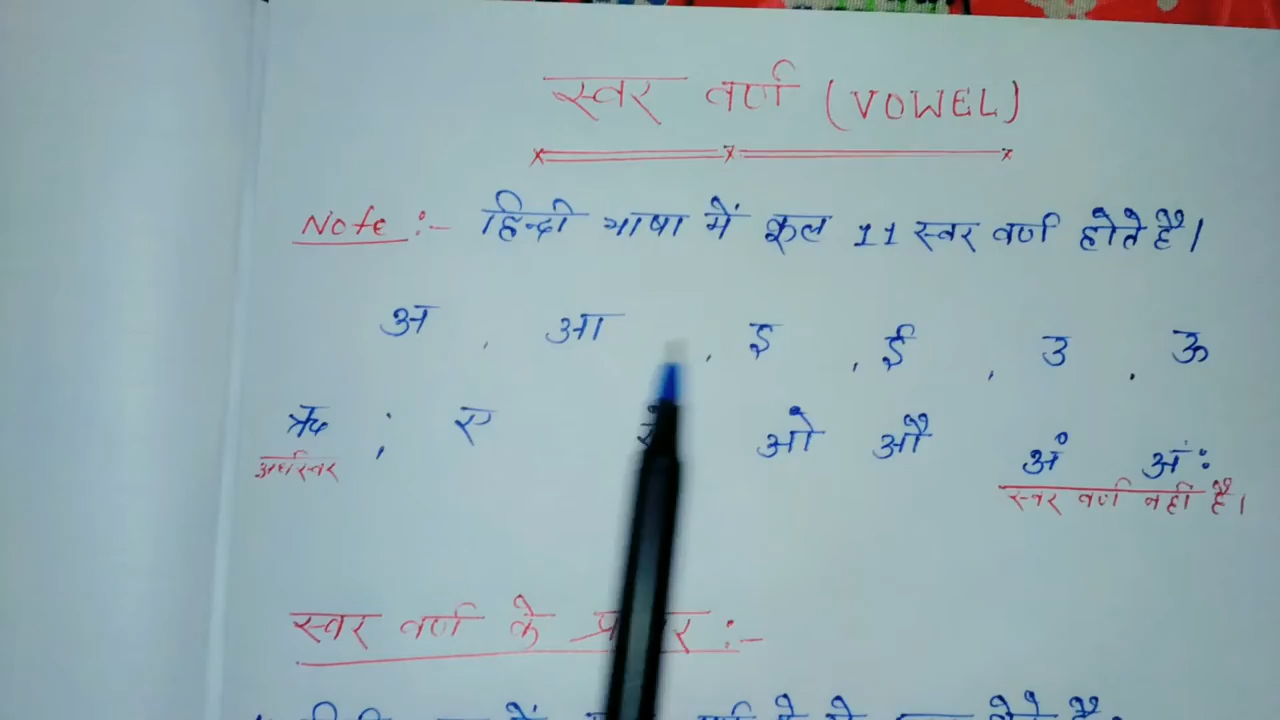 स्वर वर्ण (VOWEL)
Note :- हिन्दी भाषा में कूल 11 स्वर वर्ण होते है।
अ , आ , इ , ई , उ , ऊ
ऋ ; ए ओ औ अं अं:
अर्धस्वर स्वर वर्ण नहीं है।
स्वर वर्ण के :-